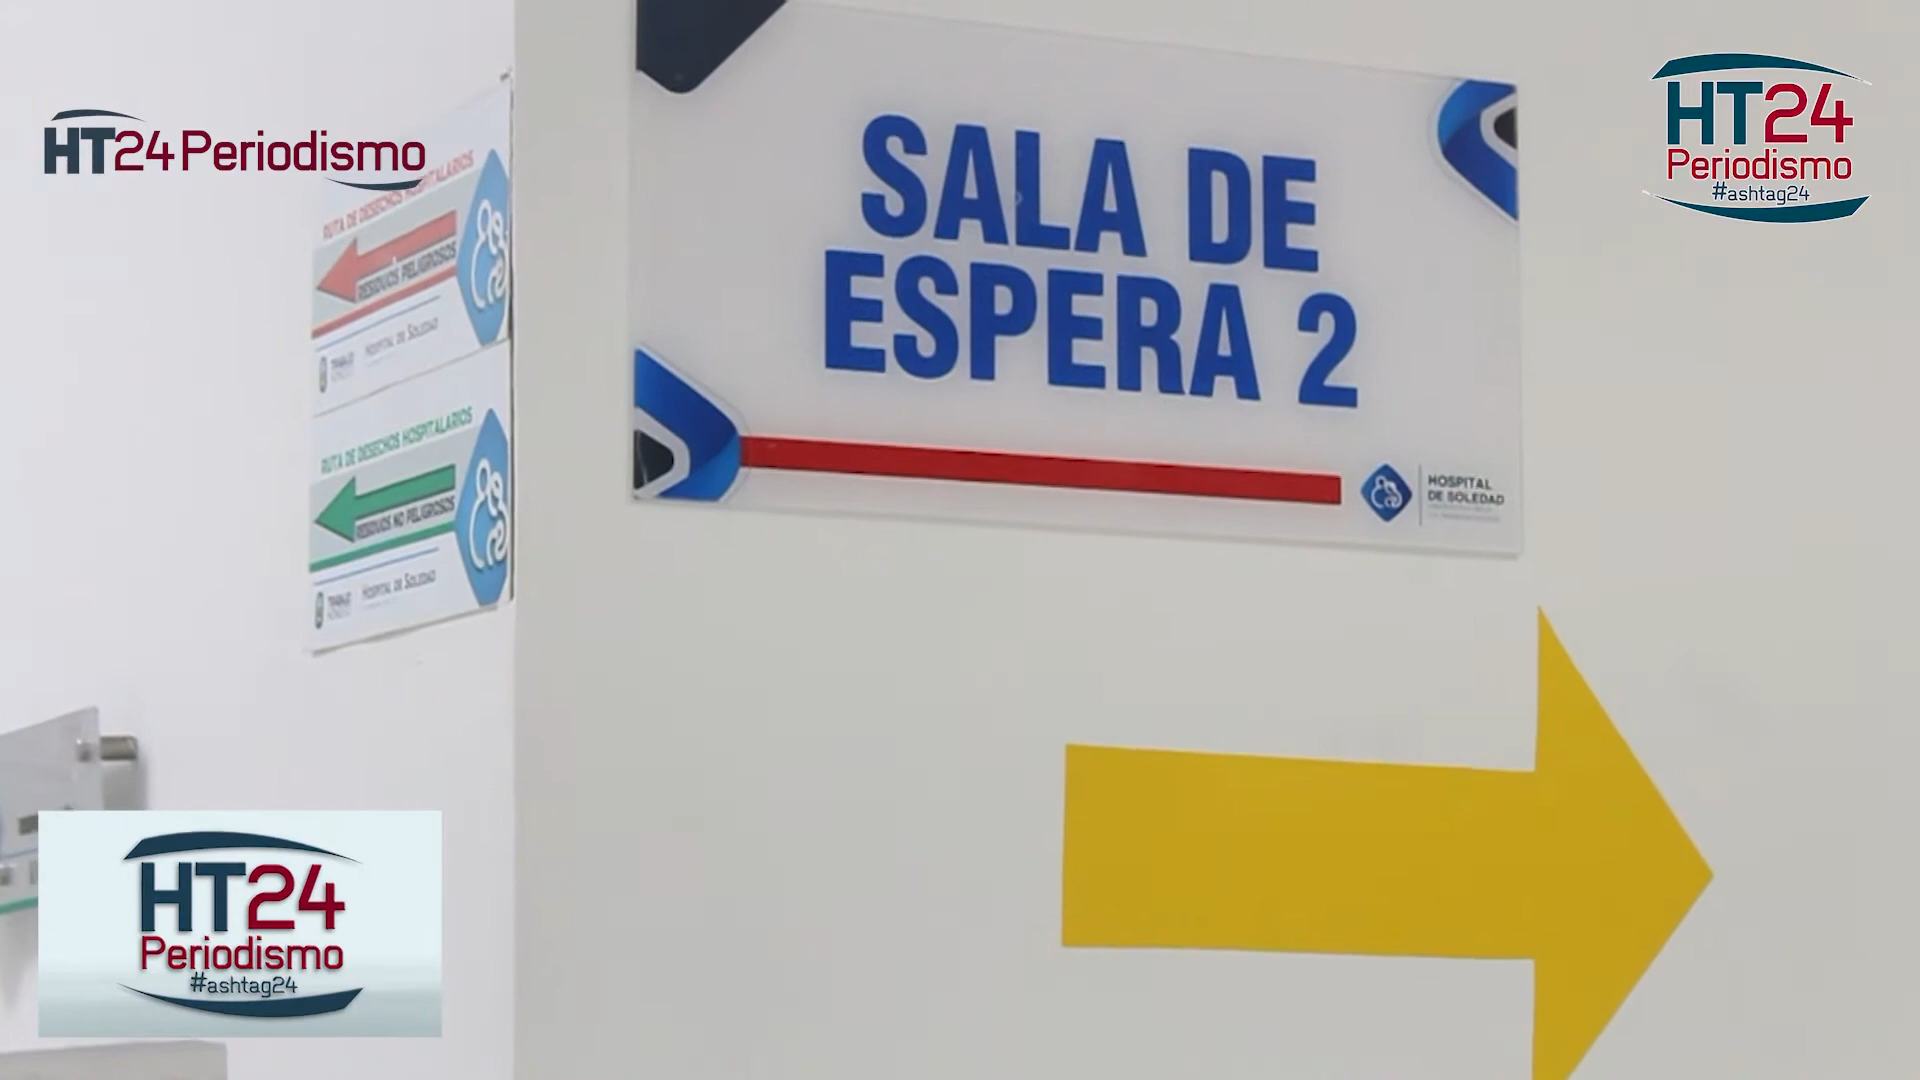 HT24 Periodismo
RUTA DE DESECHOS HOSPITALARIOS
RESIDUOS PELIGROSOS
HOSPITAL DE SOLEDAD
RUTA DE DESECHOS HOSPITALARIOS
RESIDUOS NO PELIGROSOS
HOSPITAL DE SOLEDAD
SALA DE
ESPERA 2
HOSPITAL
DE SOLEDAD
HT24
Periodismo
#ashtag24
HT24
Periodismo
#ashtag24